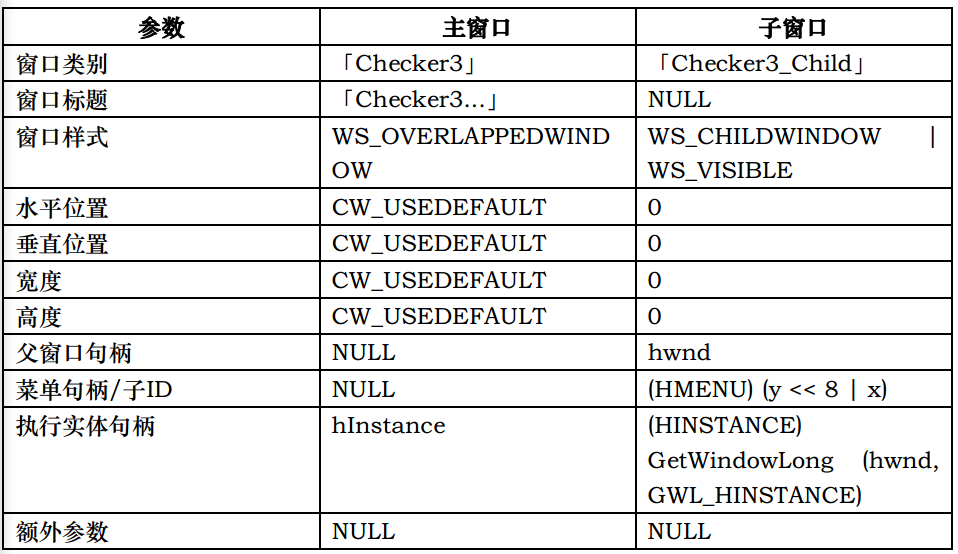 参数 主窗口 子窗口
窗口类别 「Checker3」 「Checker3_Child」
窗口标题 「Checker3...」 NULL
窗口样式 WS_OVERLAPPEDWIND WS_CHILDWINDOW |
OW WS_VISIBLE
水平位置 CW_USEDEFAULT 0
垂直位置 CW_USEDEFAULT 0
宽度 CW_USEDEFAULT 0
高度 CW_USEDEFAULT 0
父窗口句柄 NULL hwnd
菜单句柄/子ID NULL (HMENU) (y << 8 | x)
执行实体句柄 hInstance (HINSTANCE)
GetWindowLong (hwnd,
GWL_HINSTANCE)
额外参数 NULL NULL